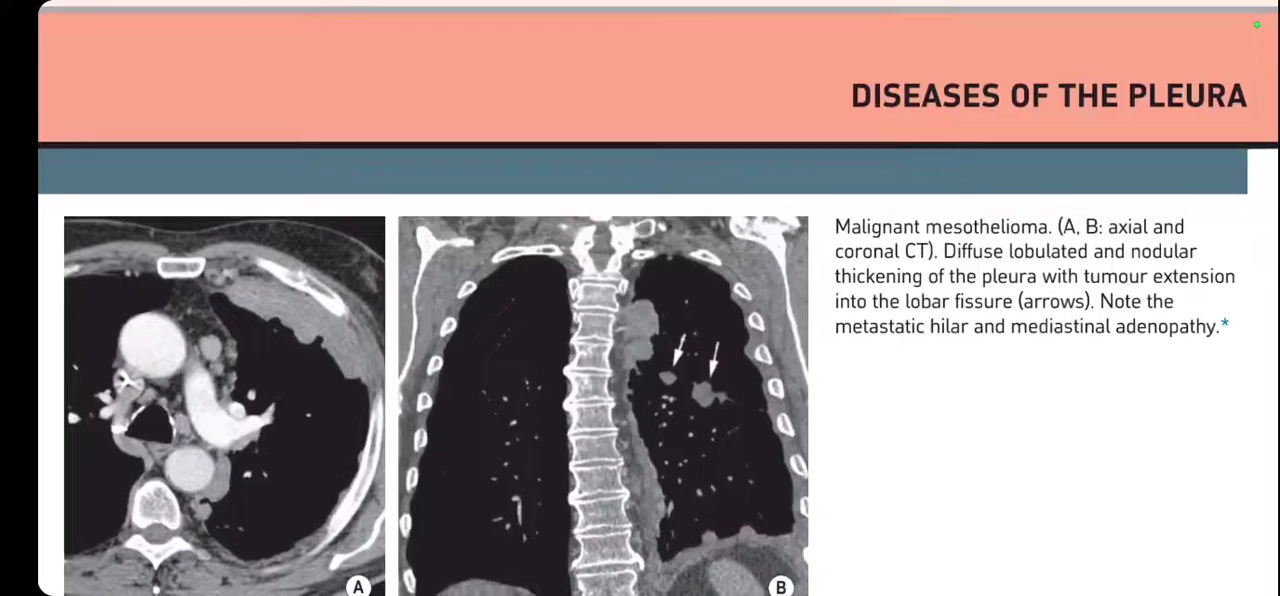 DISEASES OF THE PLEURA
Malignant mesothelioma. (A, B: axial and
coronal CT). Diffuse lobulated and nodular
thickening of the pleura with tumour extension
into the lobar fissure (arrows). Note the
metastatic hilar and mediastinal adenopathy.*
A
B